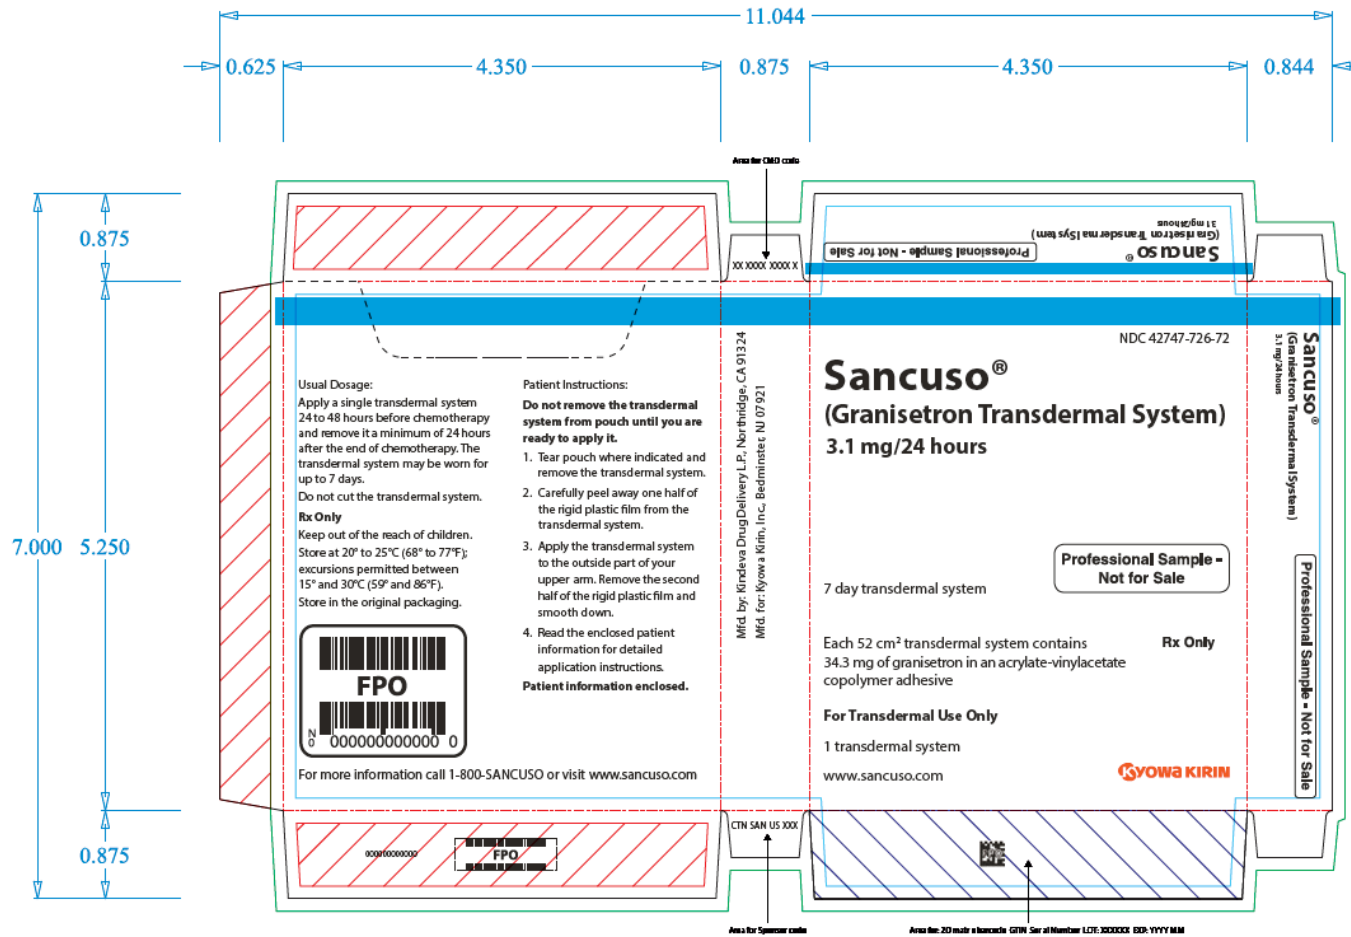 11.044
0.625
4.350
0.875
4.350
0.844
Area for CMO code
7.000
0.875
5.250
0.875
XX XXXX XXXX X
Sancuso®
(Granisetron Transdermal System)
3.1 mg/24 hours
Professional Sample - Not for Sale
Usual Dosage:
Apply a single transdermal system
24 to 48 hours before chemotherapy
and remove it a minimum of 24 hours
after the end of chemotherapy. The
transdermal system may be worn for
up to 7 days.
Do not cut the transdermal system.
Rx Only
Keep out of the reach of children.
Store at 20° to 25°C (68° to 77°F);
excursions permitted between
15° and 30°C (59° and 86°F).
Store in the original packaging.
FPO
N
0
000000000000 0
Patient Instructions:
Do not remove the transdermal
system from pouch until you are
ready to apply it.
1. Tear pouch where indicated and
remove the transdermal system.
2. Carefully peel away one half of
the rigid plastic film from the
transdermal system.
3. Apply the transdermal system
to the outside part of your
upper arm. Remove the second
half of the rigid plastic film and
smooth down.
4. Read the enclosed patient
information for detailed
application instructions.
Patient information enclosed.
For more information call 1-800-SANCUSO or visit www.sancuso.com
Mfd. by: Kindeva Drug Delivery L.P., Northridge, CA 91324
Mfd. for: Kyowa Kirin, Inc., Bedminster, NJ 07921
NDC 42747-726-72
Sancuso®
(Granisetron Transdermal System)
3.1 mg/24 hours
Professional Sample -
Not for Sale
7 day transdermal system
Each 52 cm² transdermal system contains
34.3 mg of granisetron in an acrylate-vinylacetate
copolymer adhesive
Rx Only
For Transdermal Use Only
1 transdermal system
www.sancuso.com
KYOWA KIRIN
Sancuso®
(Granisetron Transdermal System)
3.1 mg/24 hours
Professional Sample - Not for Sale
000000000000
FPO
CTN SAN US XXX
Area for Sponsor code
Area for: 2D matrix barcode GTIN Serial Number LOT: XXXXXX EXP: YYYY MM